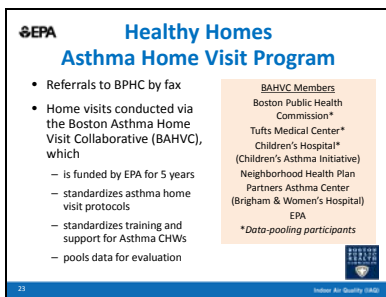 EPA
Healthy Homes
Asthma Home Visit Program
• Referrals to BPHC by fax
• Home visits conducted via
the Boston Asthma Home
Visit Collaborative (BAHVC),
which
– is funded by EPA for 5 years
– standardizes asthma home
visit protocols
– standardizes training and
support for Asthma CHWs
– pools data for evaluation
BAHVC Members
Boston Public Health
Commission*
Tufts Medical Center*
Children's Hospital*
(Children's Asthma Initiative)
Neighborhood Health Plan
Partners Asthma Center
(Brigham & Women's Hospital)
EPA
*Data-pooling participants
BOSTON
PUBLIC
HEALTH
23
Indoor Air Quality (IAQ)